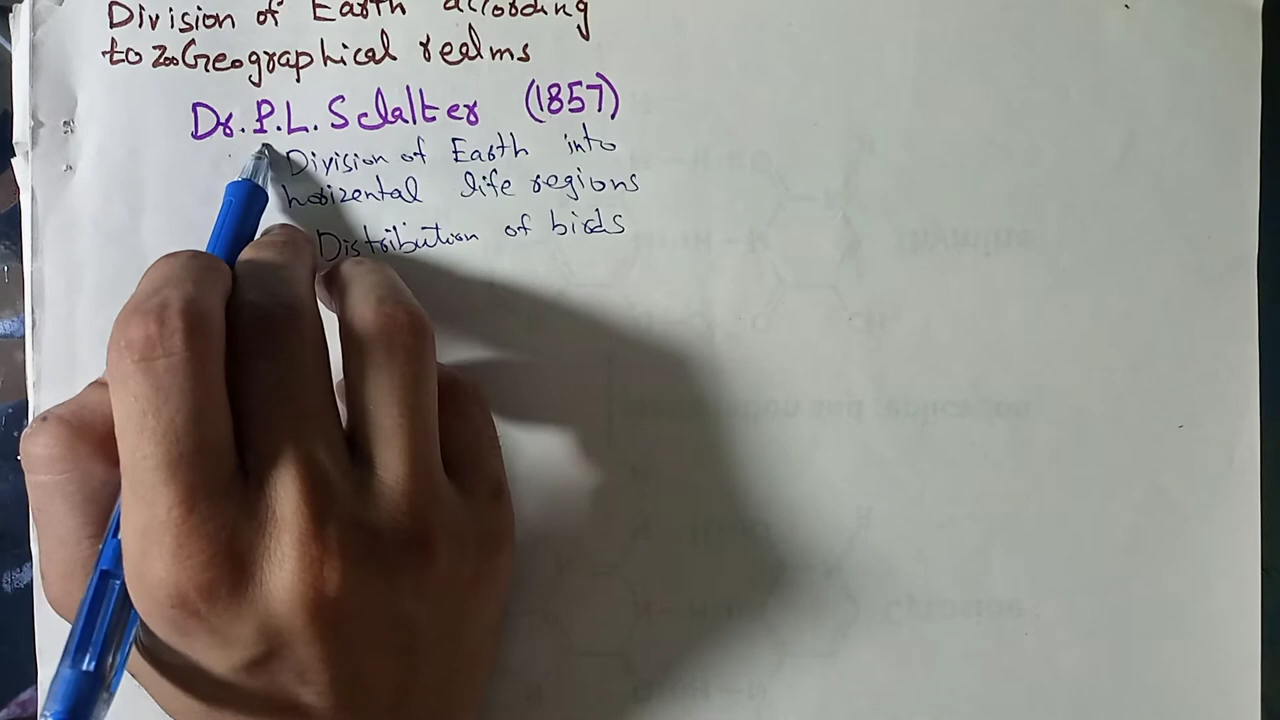 Division of Earth according
to ZooGeographical realms
Dr. P.L. Sclalter (1857)
Division of Earth into
horizental life regions
Distribution of birds